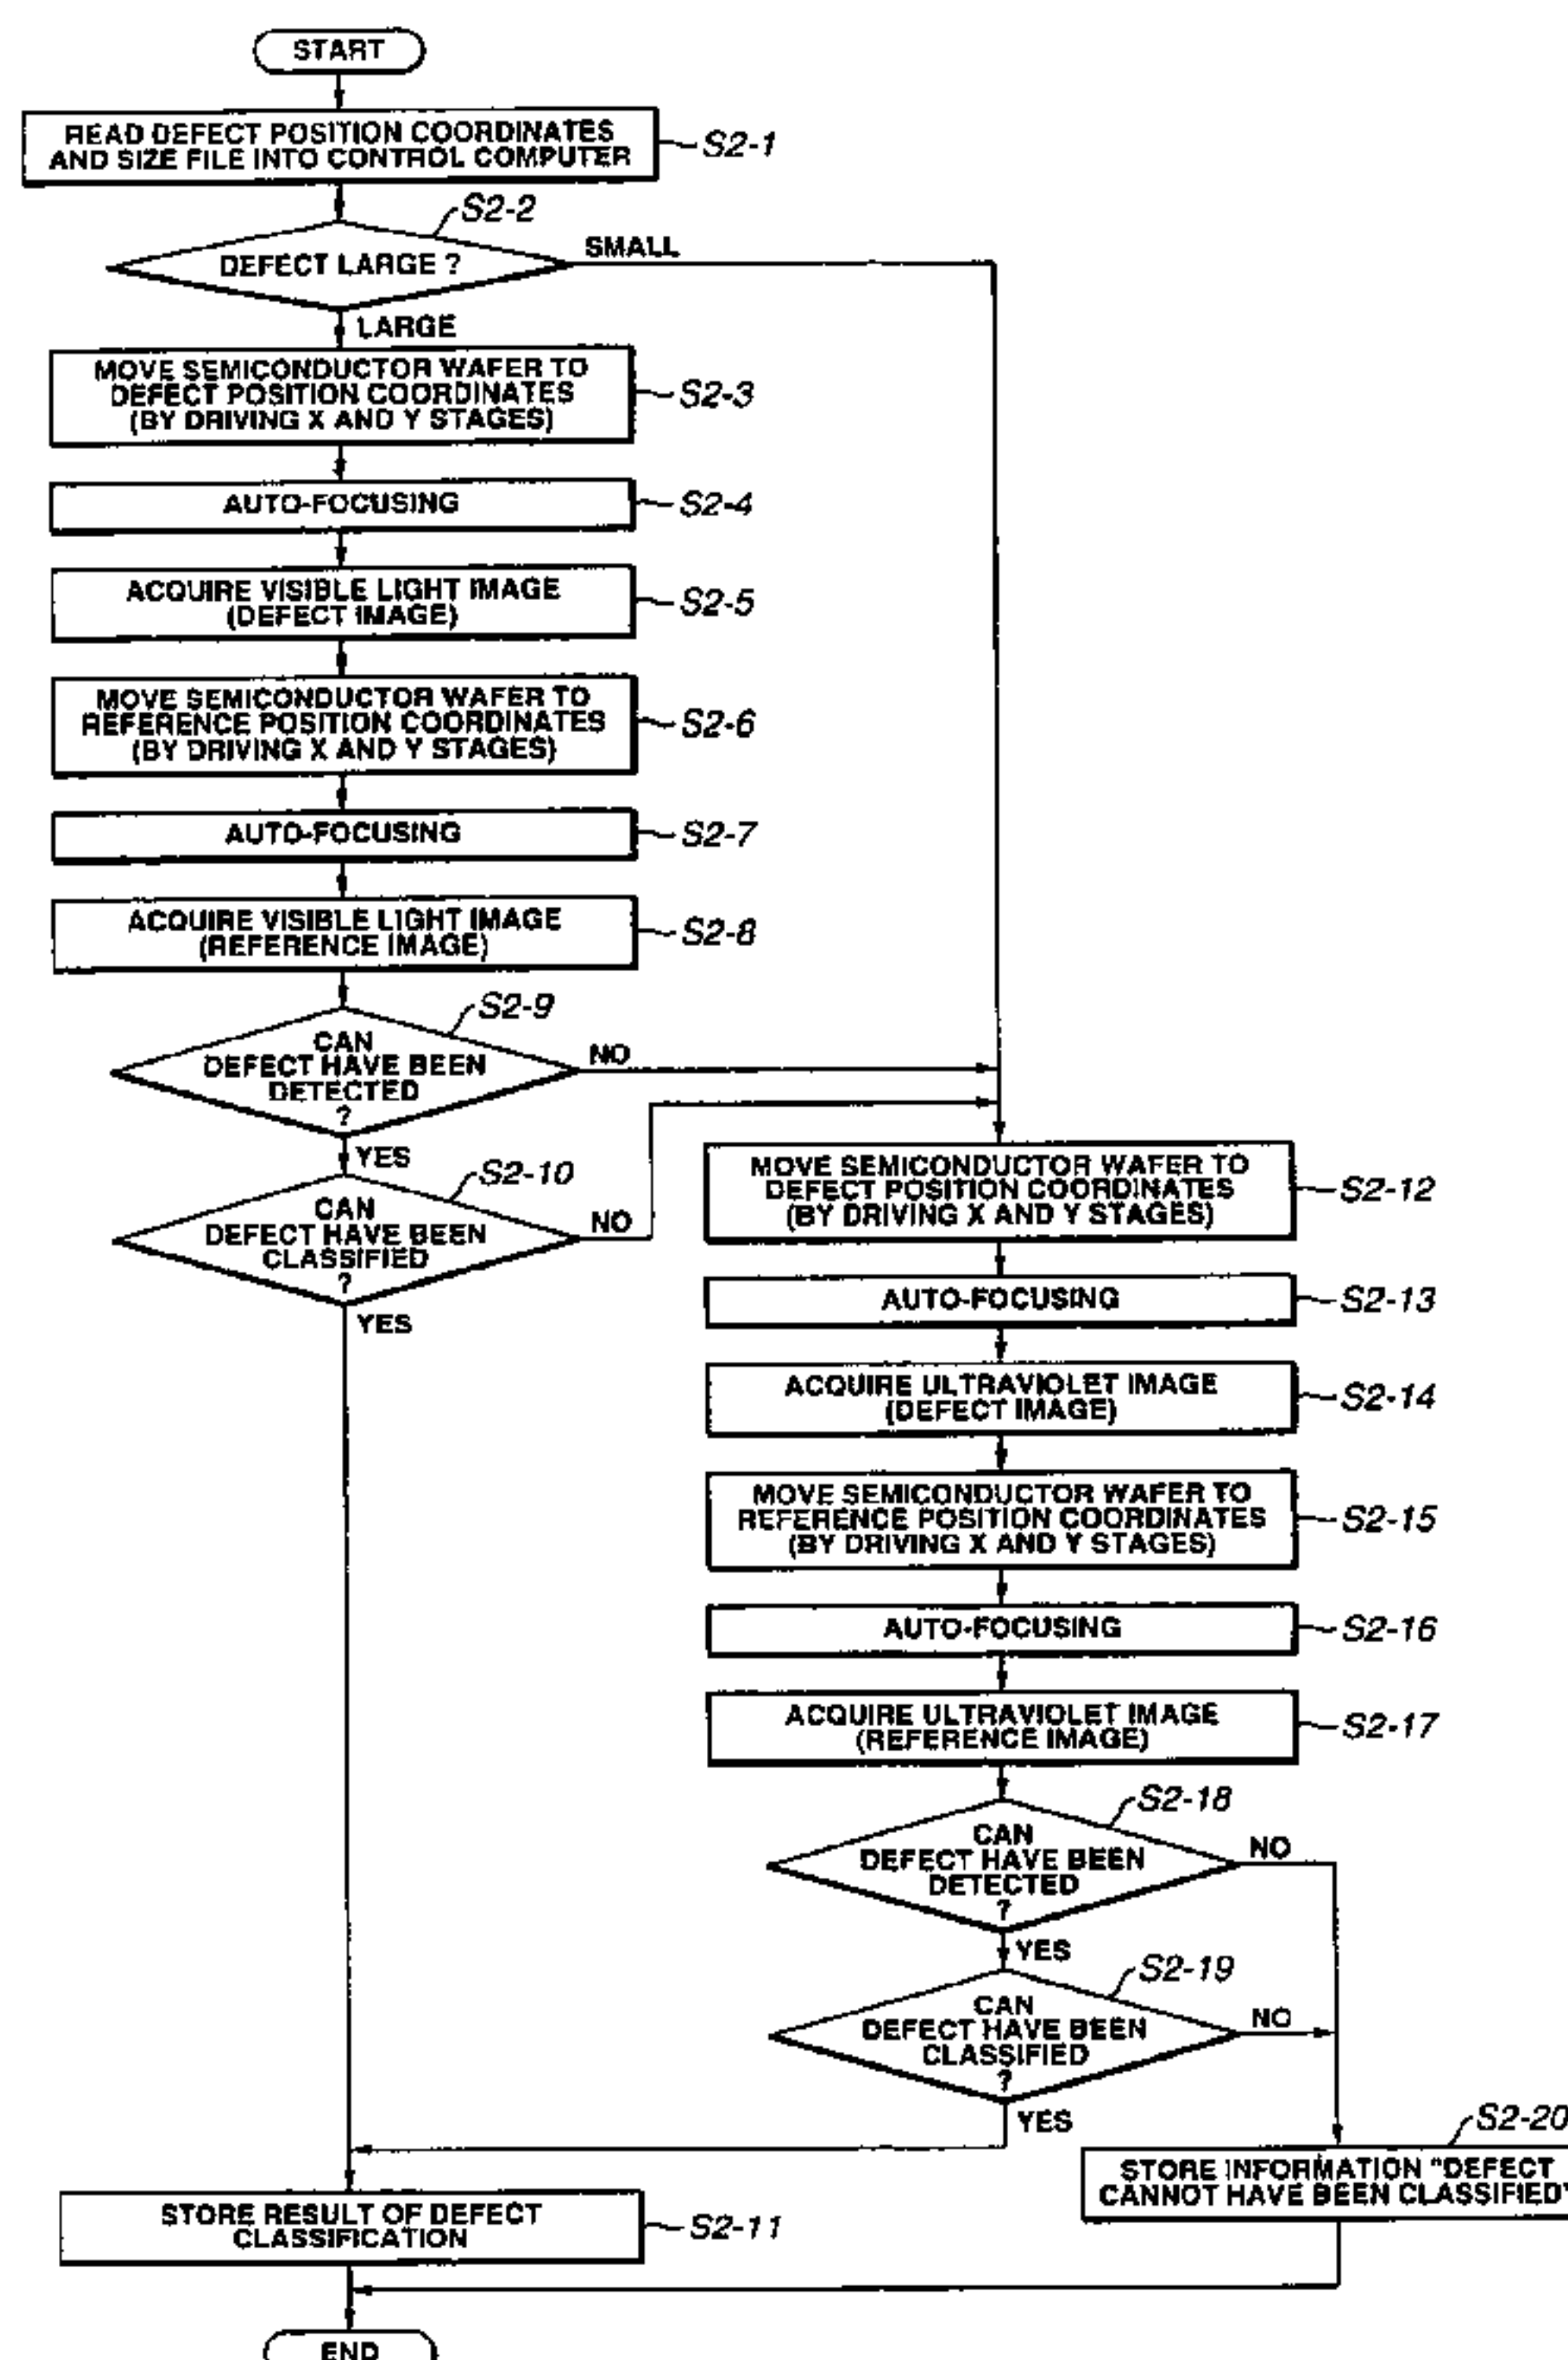 START
READ DEFECT POSITION COORDINATES
AND SIZE FILE INTO CONTROL COMPUTER
S2-1
S2-2
DEFECT LARGE ?
SMALL
LARGE
MOVE SEMICONDUCTOR WAFER TO
DEFECT POSITION COORDINATES
(BY DRIVING X AND Y STAGES)
S2-3
AUTO-FOCUSING
S2-4
ACQUIRE VISIBLE LIGHT IMAGE
(DEFECT IMAGE)
S2-5
MOVE SEMICONDUCTOR WAFER TO
REFERENCE POSITION COORDINATES
(BY DRIVING X AND Y STAGES)
S2-6
AUTO-FOCUSING
S2-7
ACQUIRE VISIBLE LIGHT IMAGE
(REFERENCE IMAGE)
S2-8
S2-9
CAN
DEFECT HAVE BEEN
DETECTED
?
NO
YES
S2-10
CAN
DEFECT HAVE BEEN
CLASSIFIED
?
NO
YES
MOVE SEMICONDUCTOR WAFER TO
DEFECT POSITION COORDINATES
(BY DRIVING X AND Y STAGES)
S2-12
AUTO-FOCUSING
S2-13
ACQUIRE ULTRAVIOLET IMAGE
(DEFECT IMAGE)
S2-14
MOVE SEMICONDUCTOR WAFER TO
REFERENCE POSITION COORDINATES
(BY DRIVING X AND Y STAGES)
S2-15
AUTO-FOCUSING
S2-16
ACQUIRE ULTRAVIOLET IMAGE
(REFERENCE IMAGE)
S2-17
S2-18
CAN
DEFECT HAVE BEEN
DETECTED
?
NO
YES
S2-19
CAN
DEFECT HAVE BEEN
CLASSIFIED
?
NO
YES
S2-20
STORE INFORMATION "DEFECT
CANNOT HAVE BEEN CLASSIFIED"
STORE RESULT OF DEFECT
CLASSIFICATION
S2-11
END